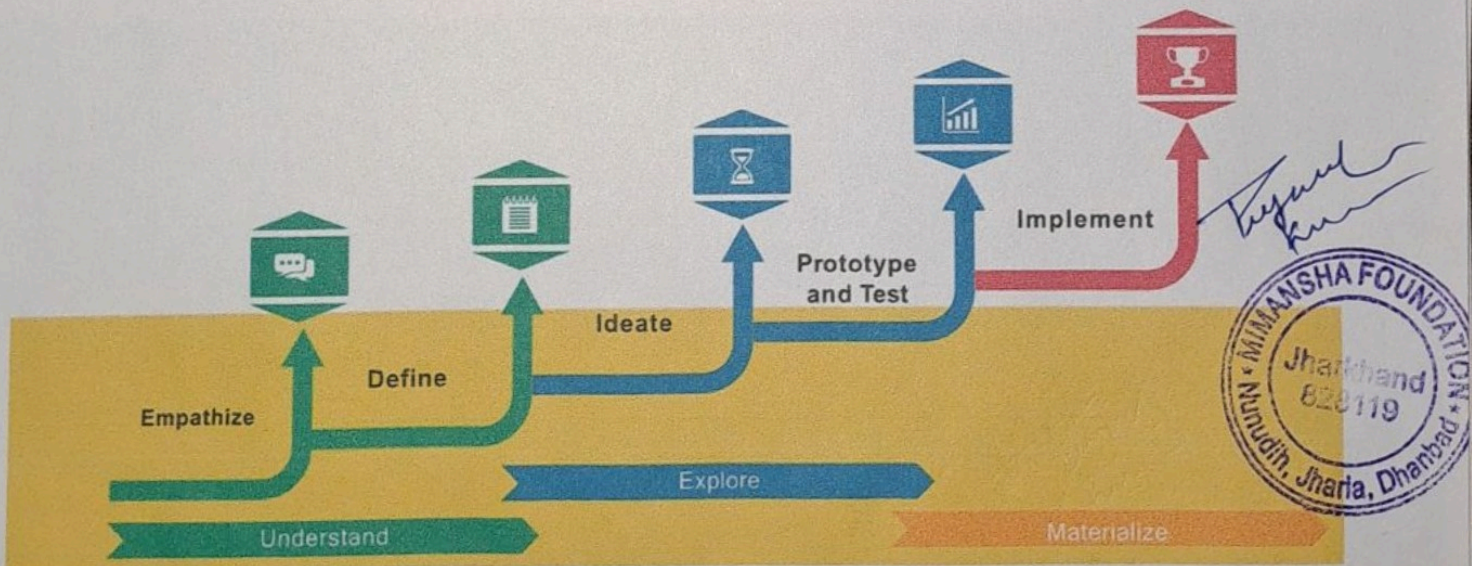 Implement
Prototype
and Test
Ideate
Define
Empathize
Explore
Understand
Materialize
MIMANSHA FOUNDATION
Jharkhand
828119
Nunudih, Jharia, Dhanbad